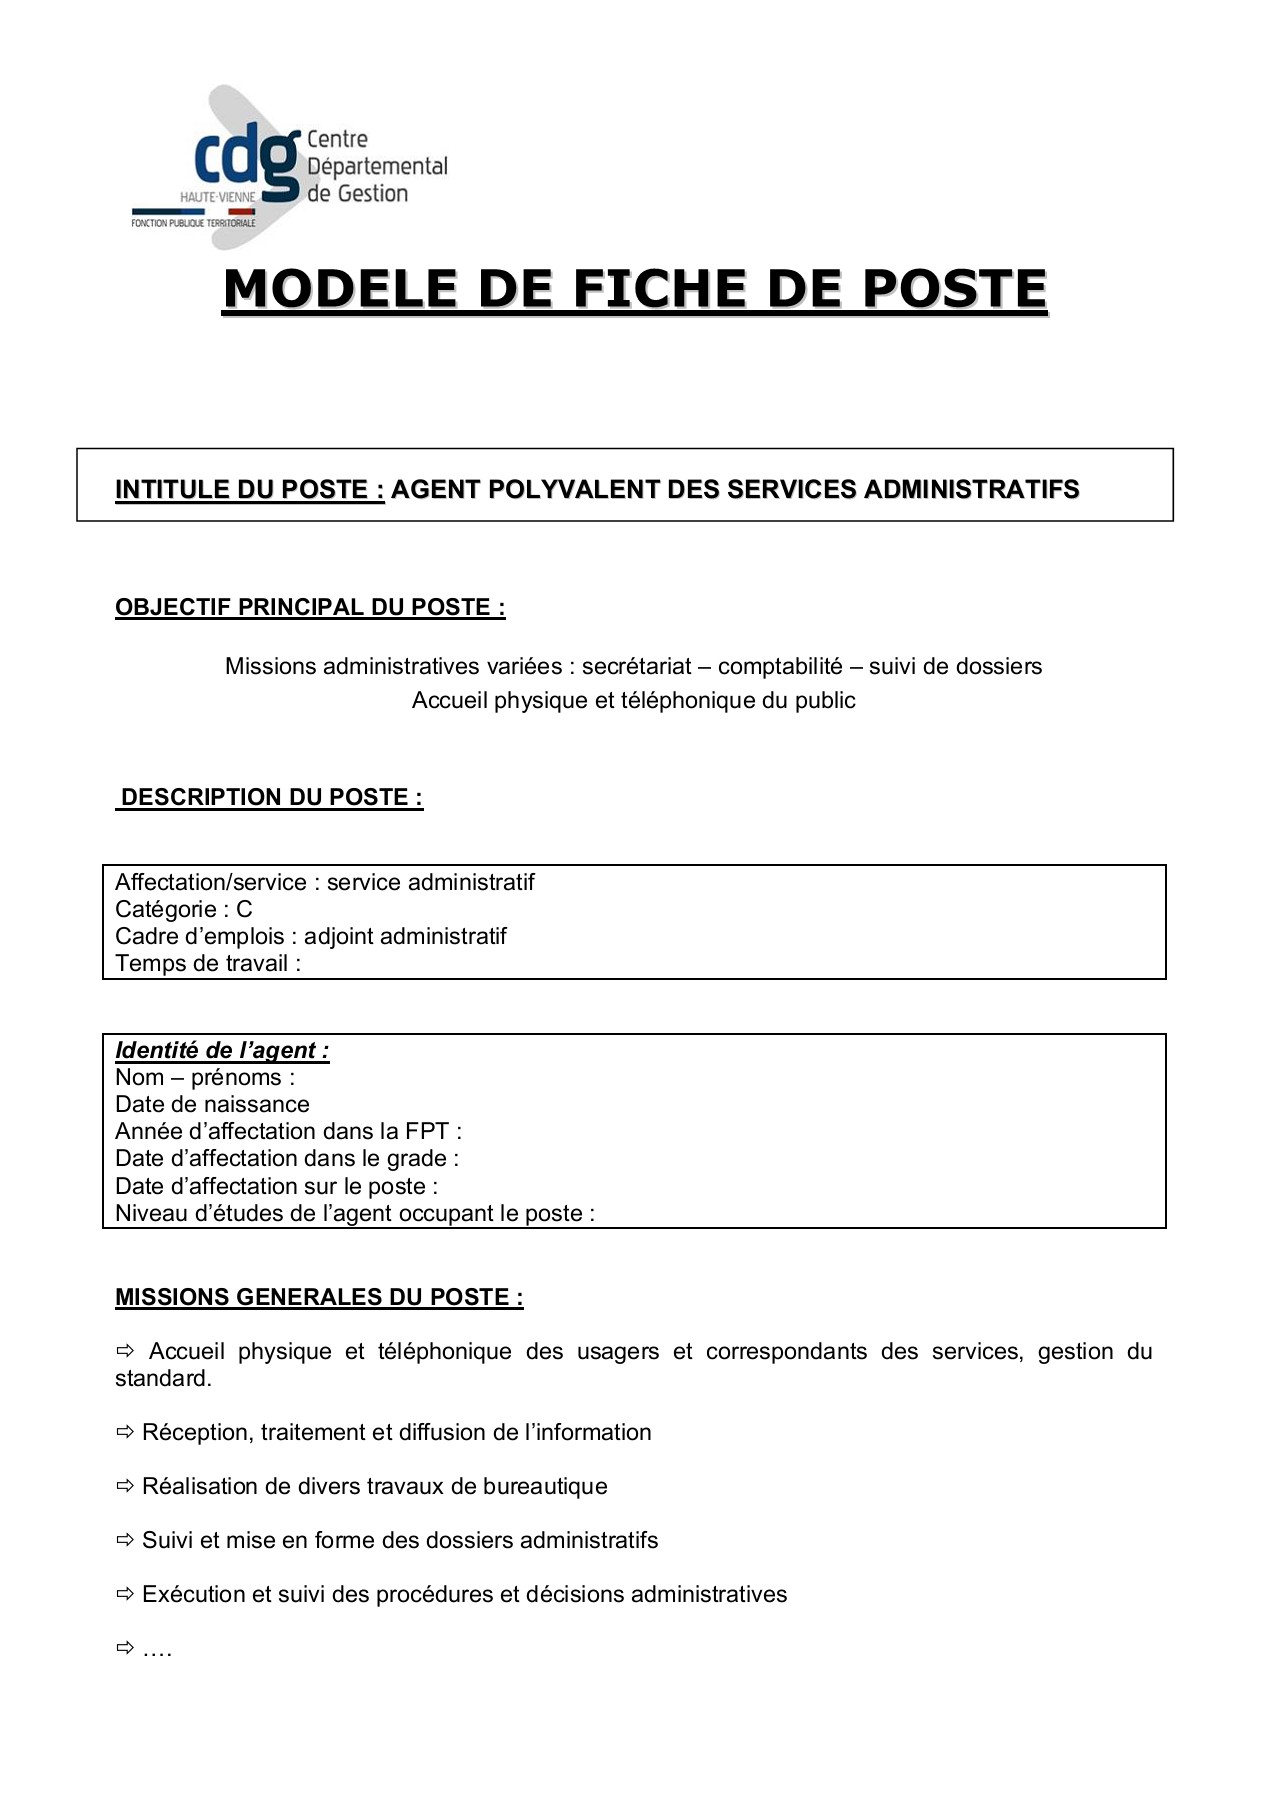 cdg
Centre
Départemental
de Gestion
HAUTE-VIENNE
FONCTION PUBLIQUE TERRITORIALE
MODELE DE FICHE DE POSTE
INTITULE DU POSTE : AGENT POLYVALENT DES SERVICES ADMINISTRATIFS
OBJECTIF PRINCIPAL DU POSTE :
Missions administratives variées : secrétariat – comptabilité – suivi de dossiers
Accueil physique et téléphonique du public
DESCRIPTION DU POSTE :
Affectation/service : service administratif
Catégorie : C
Cadre d’emplois : adjoint administratif
Temps de travail :
Identité de l’agent :
Nom – prénoms :
Date de naissance
Année d’affectation dans la FPT :
Date d’affectation dans le grade :
Date d’affectation sur le poste :
Niveau d’études de l’agent occupant le poste :
MISSIONS GENERALES DU POSTE :
⇨ Accueil physique et téléphonique des usagers et correspondants des services, gestion du
standard.
⇨ Réception, traitement et diffusion de l’information
⇨ Réalisation de divers travaux de bureautique
⇨ Suivi et mise en forme des dossiers administratifs
⇨ Exécution et suivi des procédures et décisions administratives
⇨ ….